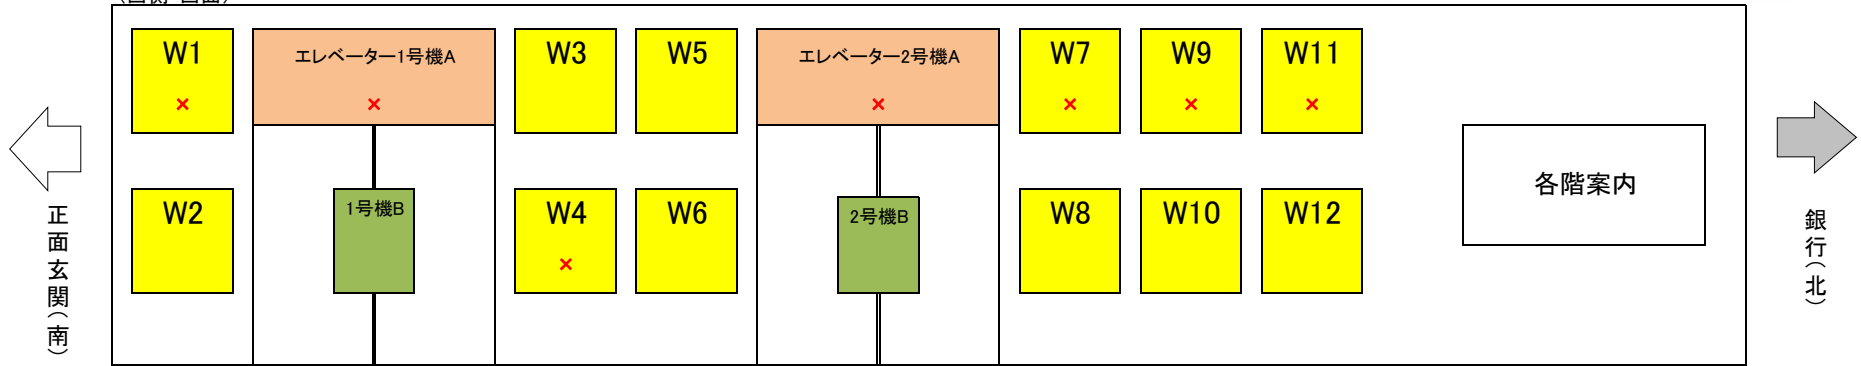 W1
×
エレベーター1号機A
×
W3
W5
エレベーター2号機A
×
W7
×
W9
×
W11
×
W2
1号機B
W4
×
W6
2号機B
W8
W10
W12
各階案内
正面玄関(南)
銀行(北)